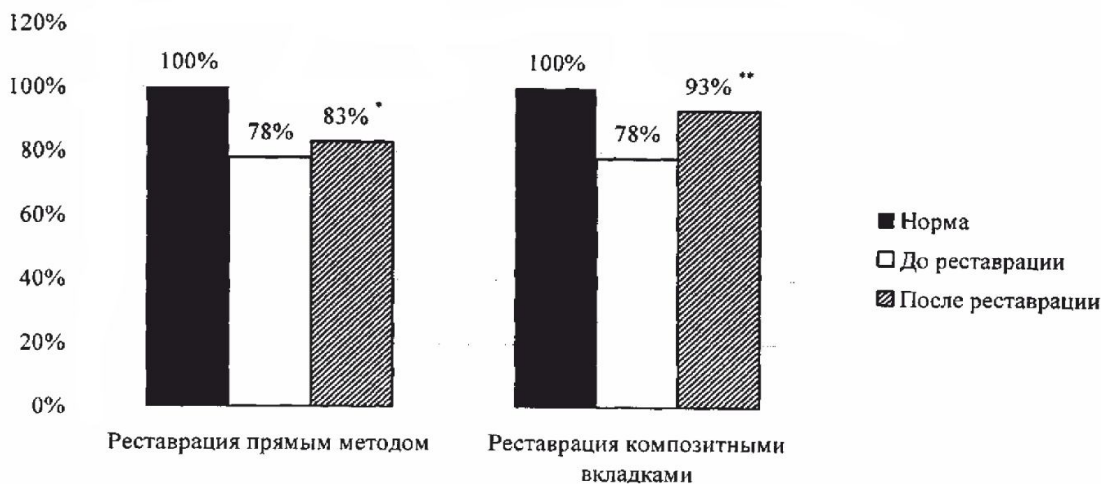 120%
100%
80%
60%
40%
20%
0%
100%
78%
83% *
100%
78%
93% **
Реставрация прямым методом
Реставрация композитными
вкладками
Норма
До реставрации
После реставрации